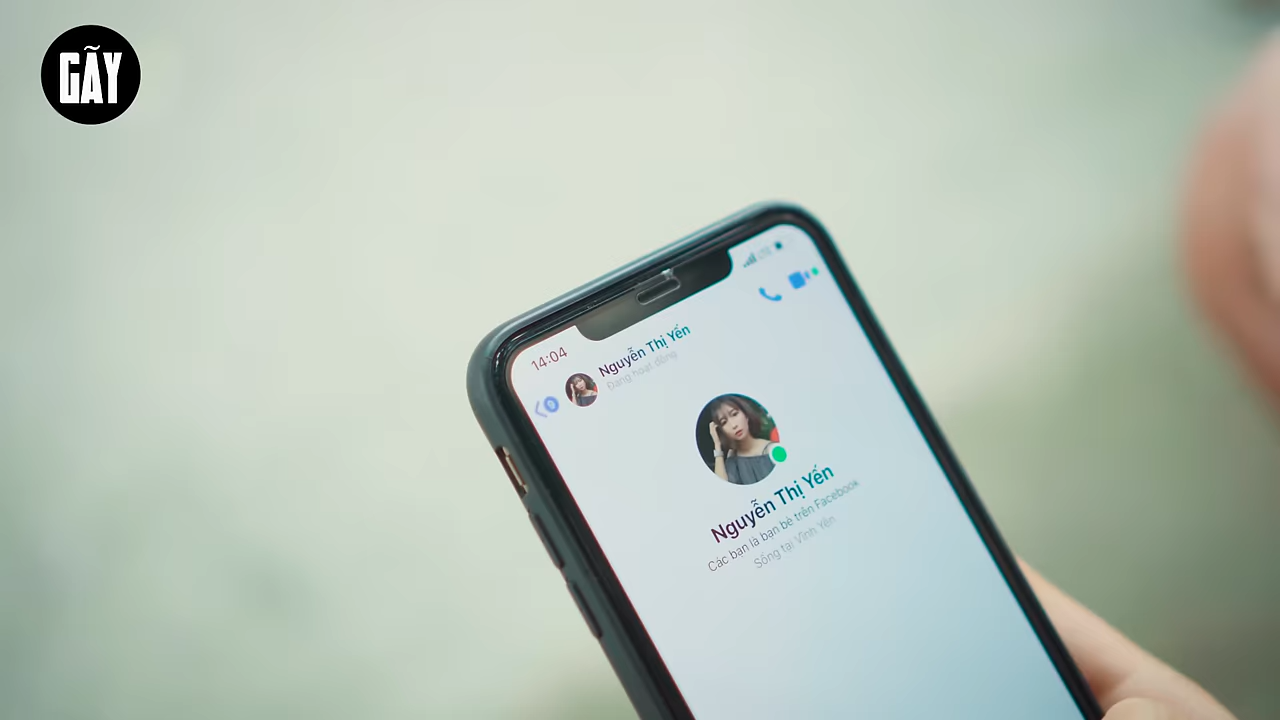 GÃY
14:04
Nguyễn Thị Yến
Đang hoạt động
Nguyễn Thị Yến
Các bạn là bạn bè trên Facebook
Sống tại Vĩnh Yên